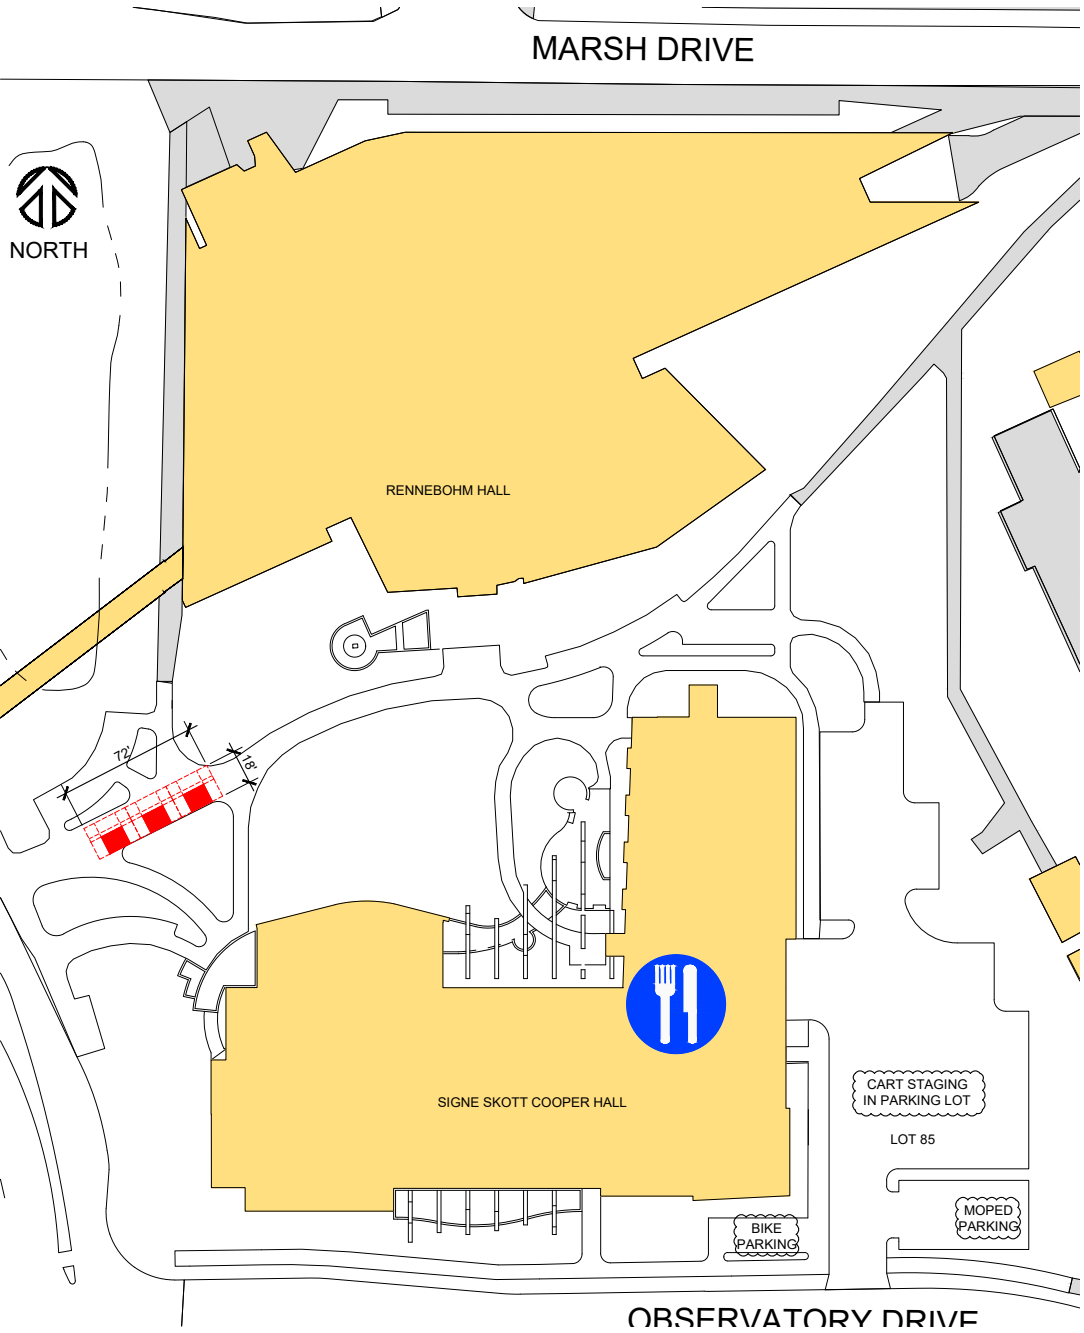 MARSH DRIVE
NORTH
RENNEBOHM HALL
72'
18'
SIGNE SKOTT COOPER HALL
CART STAGING
IN PARKING LOT
LOT 85
MOPED
PARKING
BIKE
PARKING
OBSERVATORY DRIVE